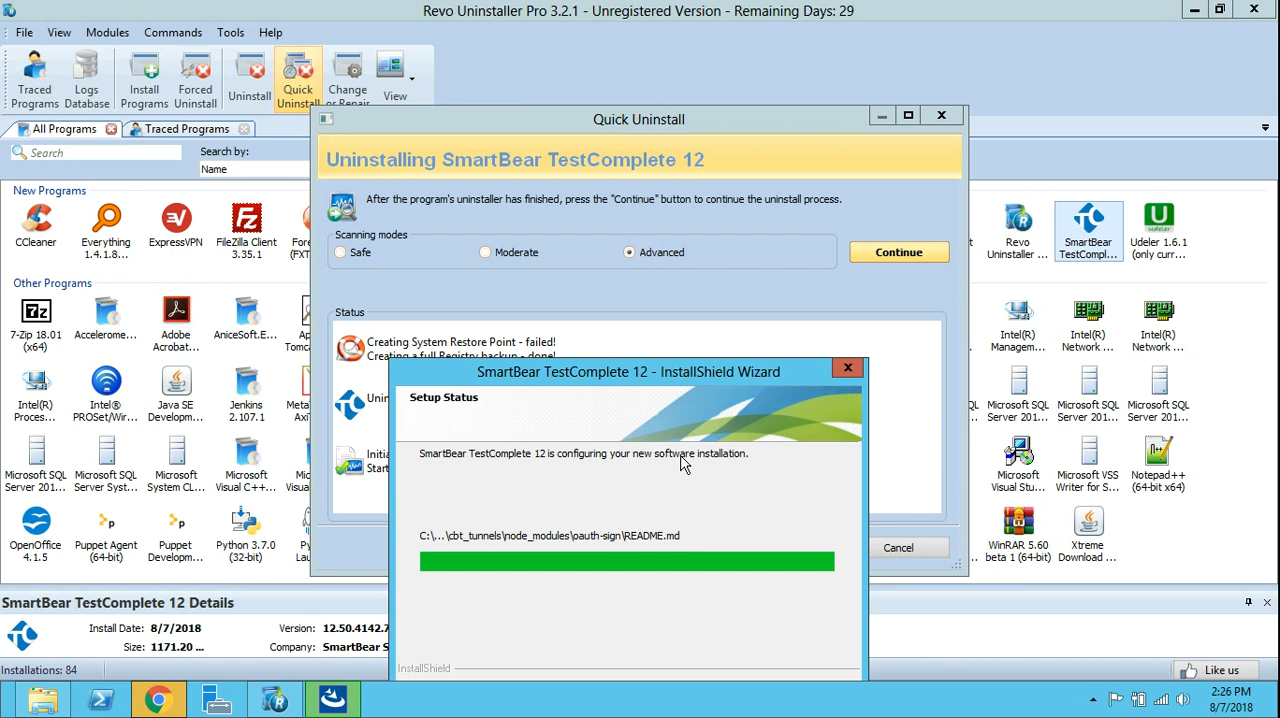 Revo Uninstaller Pro 3.2.1 - Unregistered Version - Remaining Days: 29
File View Modules Commands Tools Help
Traced Programs
Logs Database
Install Programs
Forced Uninstall
Uninstall
Quick Uninstall
Change or Repair
View
All Programs
Traced Programs
Search
Search by:
Name
New Programs
CCleaner
Everything 1.4.1.8...
ExpressVPN
FileZilla Client 3.35.1
Revo Uninstaller ...
SmartBear TestCompl...
Udeler 1.6.1 (only curr...
Other Programs
7-Zip 18.01 (x64)
Accelerome...
Adobe Acrobat...
AniceSoft.E...
Intel(R) Managem...
Intel(R) Network ...
Intel(R) Network ...
Intel(R) Proces...
Intel® PROSet/Wir...
Java SE Developm...
Jenkins 2.107.1
Microsoft SQL Server 201...
Microsoft SQL Server 201...
Microsoft SQL Server 201...
Microsoft SQL Server 201...
Microsoft SQL Server Syst...
Microsoft System CL...
Microsoft Visual C++...
Microsoft Visual Stu...
Microsoft VSS Writer for S...
Notepad++ (64-bit x64)
OpenOffice 4.1.5
Puppet Agent (64-bit)
Puppet Developm...
Python 3.7.0 (32-bit)
WinRAR 5.60 beta 1 (64-bit)
Xtreme Download ...
Quick Uninstall
Uninstalling SmartBear TestComplete 12
After the program's uninstaller has finished, press the "Continue" button to continue the uninstall process.
Scanning modes
Safe
Moderate
Advanced
Continue
Status
Creating System Restore Point - failed!
Creating a full Registry backup - done!
Cancel
SmartBear TestComplete 12 - InstallShield Wizard
Setup Status
SmartBear TestComplete 12 is configuring your new software installation.
C:\...\cbt_tunnels\node_modules\oauth-sign\README.md
InstallShield
SmartBear TestComplete 12 Details
Install Date: 8/7/2018
Version: 12.50.4142.7
Size: 1171.20 ...
Company: SmartBear S
Installations: 84
Like us
2:26 PM
8/7/2018